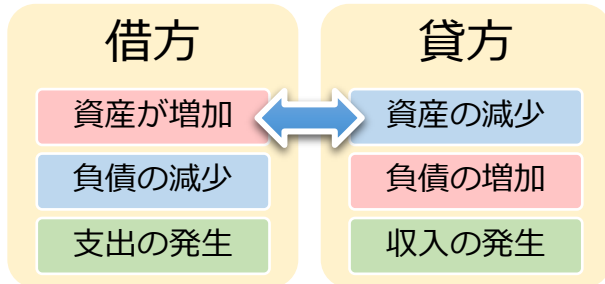 借方
資産が増加
負債の減少
支出の発生
貸方
資産の減少
負債の増加
収入の発生